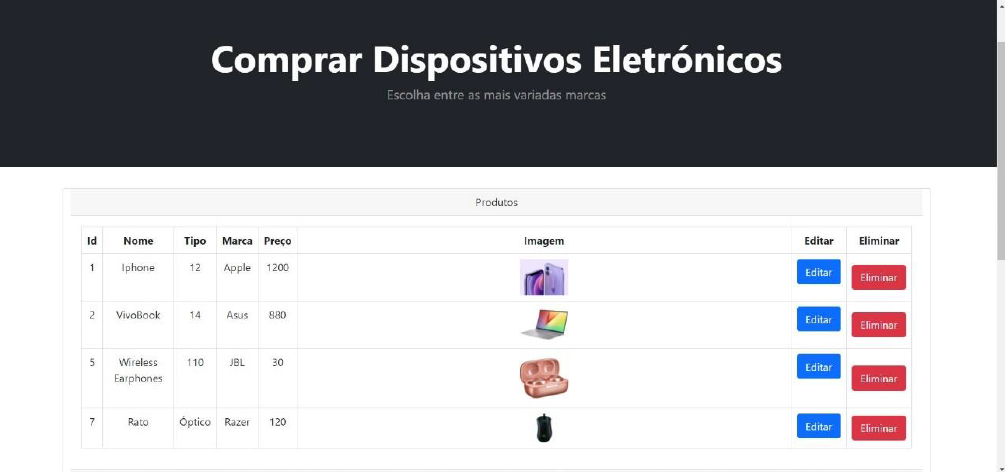 Comprar Dispositivos Eletrónicos
Escolha entre as mais variadas marcas
Produtos
Id Nome Tipo Marca Preço Imagem Editar Eliminar
1 Iphone 12 Apple 1200 Editar Eliminar
2 VivoBook 14 Asus 880 Editar Eliminar
5 Wireless 110 JBL 30 Editar Eliminar
Earphones
7 Rato Óptico Razer 120 Editar Eliminar